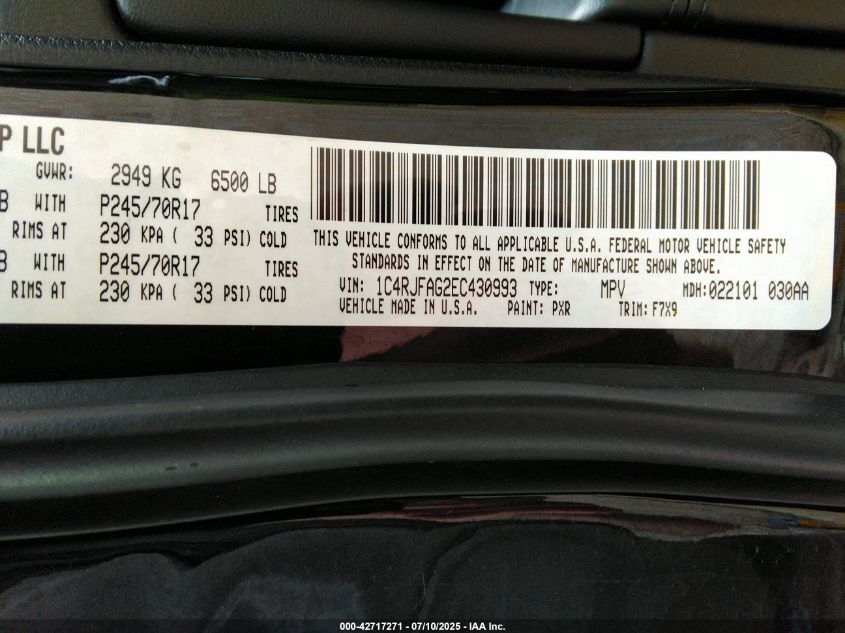 P LLC
GVWR: 2949 KG 6500 LB
B WITH P245/70R17 TIRES
RIMS AT 230 KPA ( 33 PSI) COLD
B WITH P245/70R17 TIRES
RIMS AT 230 KPA ( 33 PSI) COLD
THIS VEHICLE CONFORMS TO ALL APPLICABLE U.S.A. FEDERAL MOTOR VEHICLE SAFETY
STANDARDS IN EFFECT ON THE DATE OF MANUFACTURE SHOWN ABOVE.
VIN: 1C4RJFAG2EC430993 TYPE: MPV MDH:022101 030AA
VEHICLE MADE IN U.S.A. PAINT: PXR TRIM: F7X9
000-42717271 - 07/10/2025 - IAA Inc.